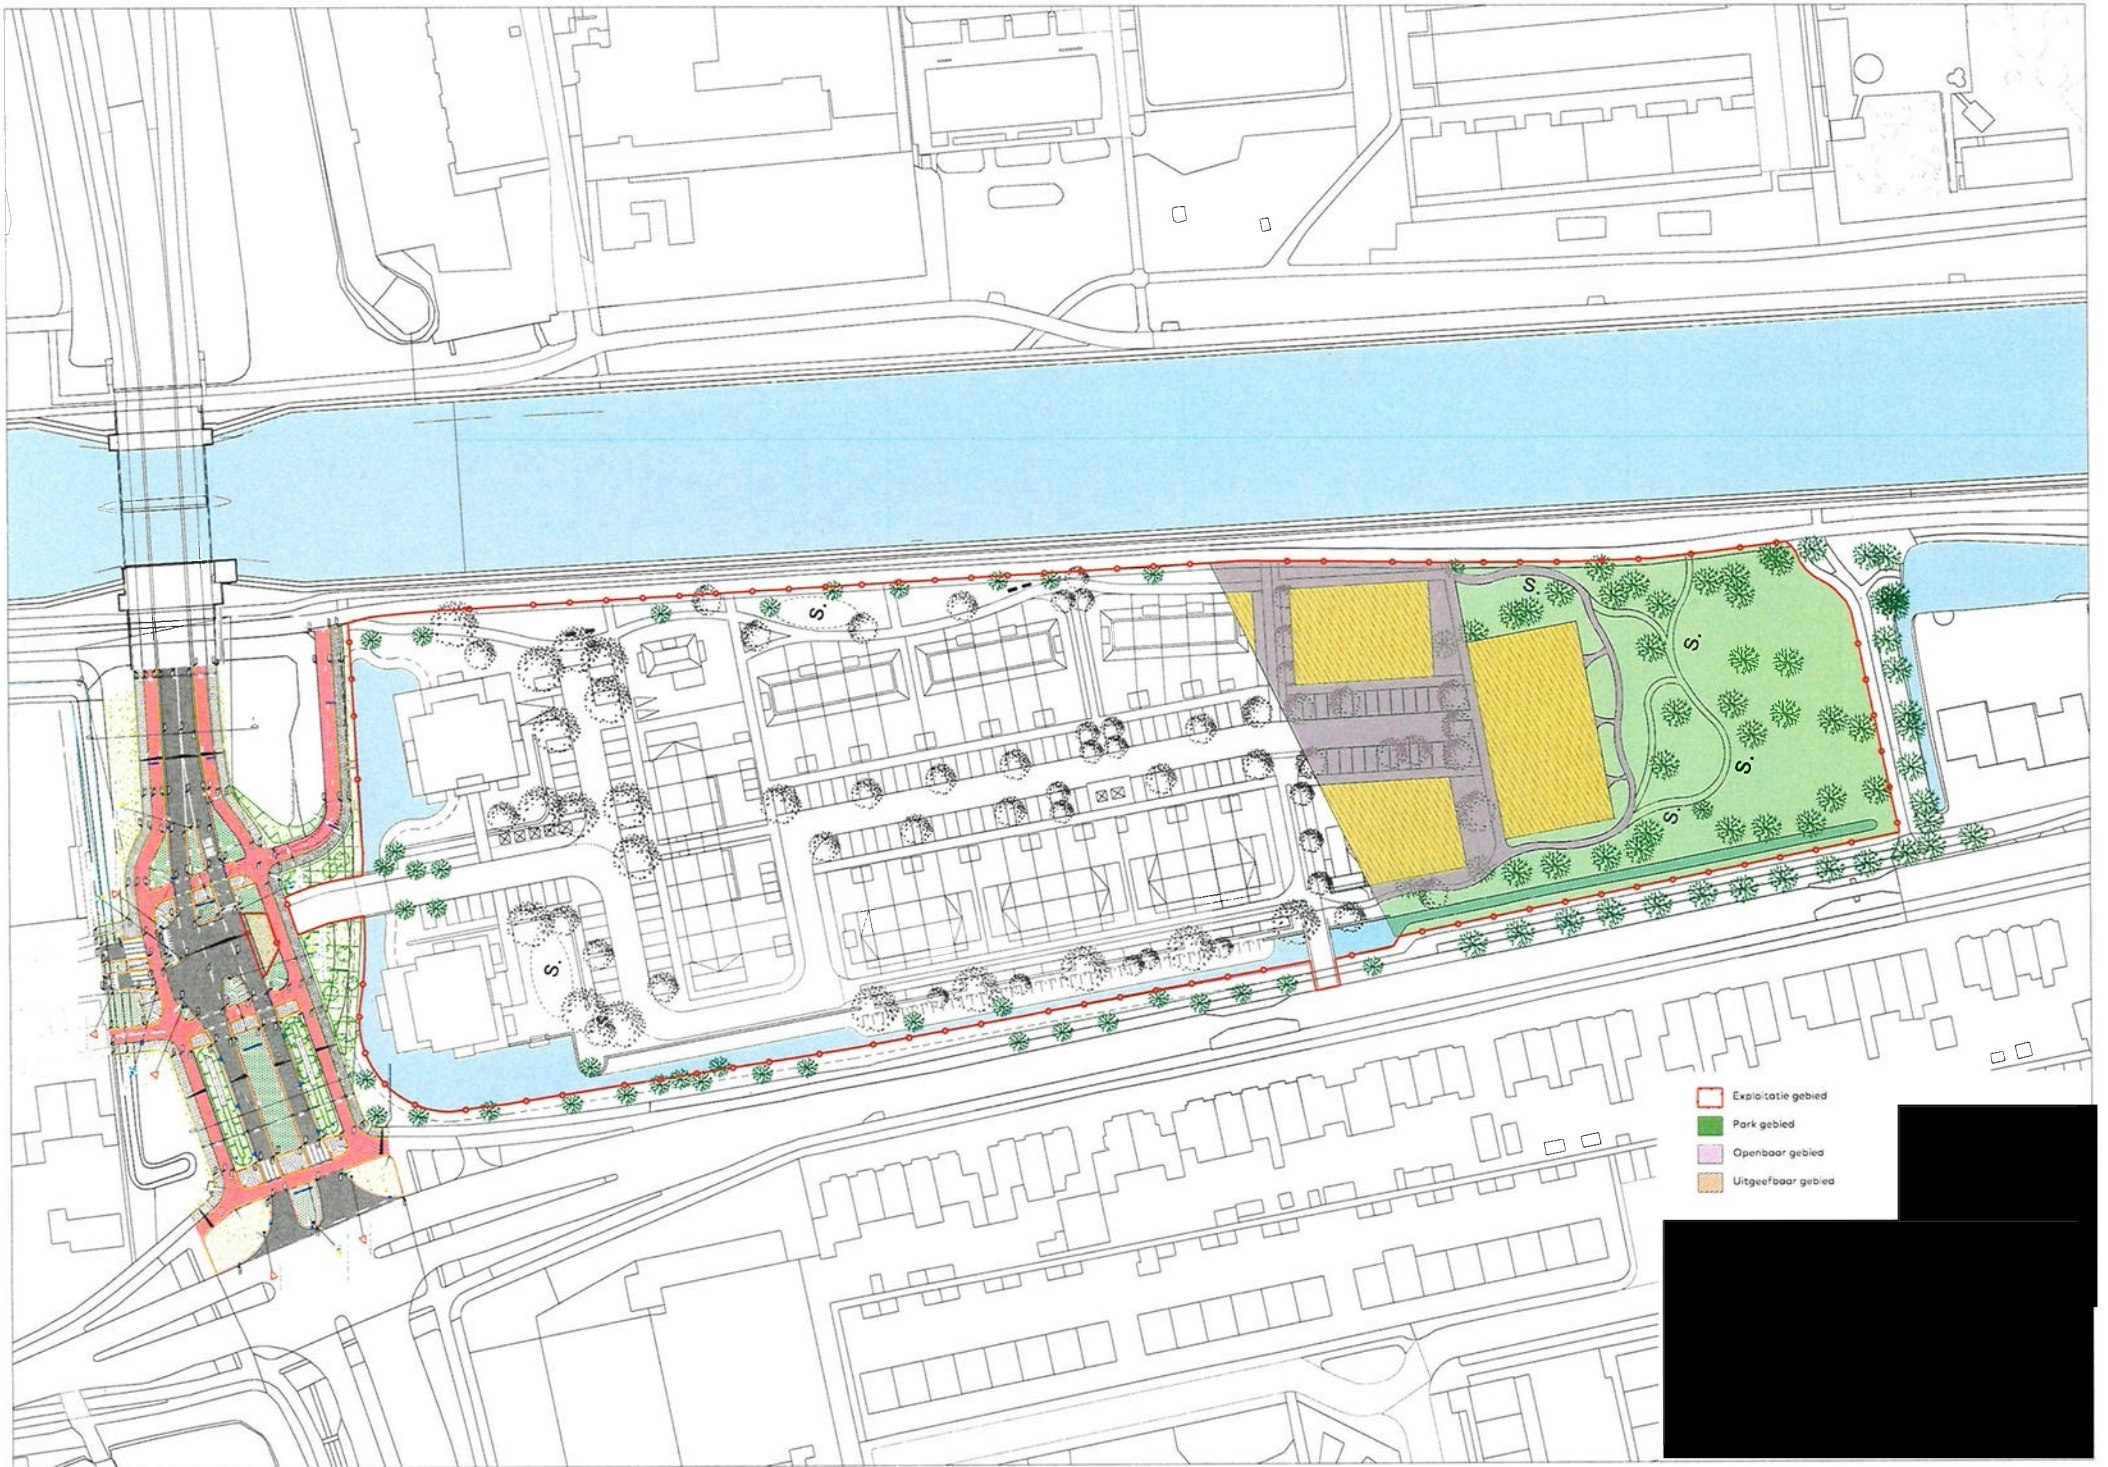 S.
S.
S.
S.
S.
S.
Exploitatie gebied
Park gebied
Openbaar gebied
Uitgeefbaar gebied